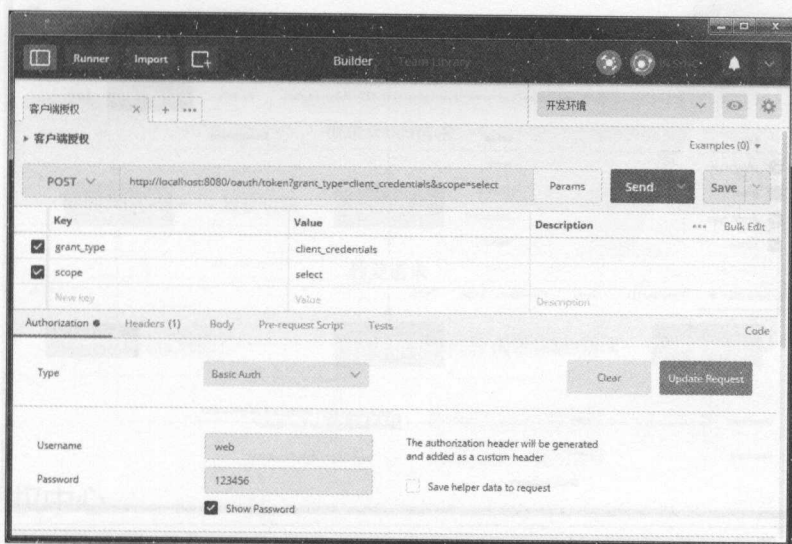 Runner Import Builder Team Library
客户端授权 × + ••• 开发环境
客户端授权 Examples (0)
POST http://localhost:8080/oauth/token?grant_type=client_credentials&scope=select Params Send Save
Key Value Description ••• Bulk Edit
grant_type client_credentials
scope select
New key Value Description
Authorization Headers (1) Body Pre-request Script Tests Code
Type Basic Auth Clear Update Request
Username web The authorization header will be generated
and added as a custom header
Password 123456 Save helper data to request
Show Password